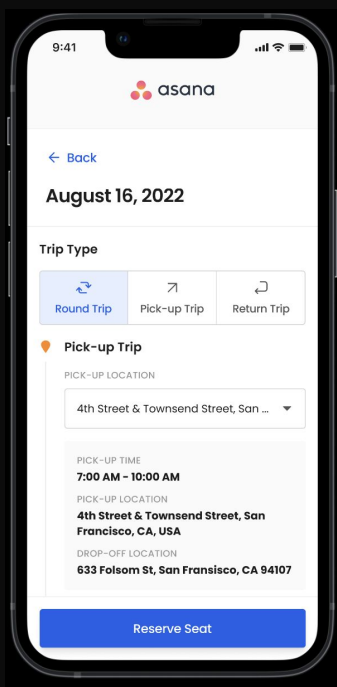 9:41
asana
← Back
August 16, 2022
Trip Type
Round Trip
Pick-up Trip
Return Trip
Pick-up Trip
PICK-UP LOCATION
4th Street & Townsend Street, San ...
PICK-UP TIME
7:00 AM - 10:00 AM
PICK-UP LOCATION
4th Street & Townsend Street, San
Francisco, CA, USA
DROP-OFF LOCATION
633 Folsom St, San Fransisco, CA 94107
Reserve Seat